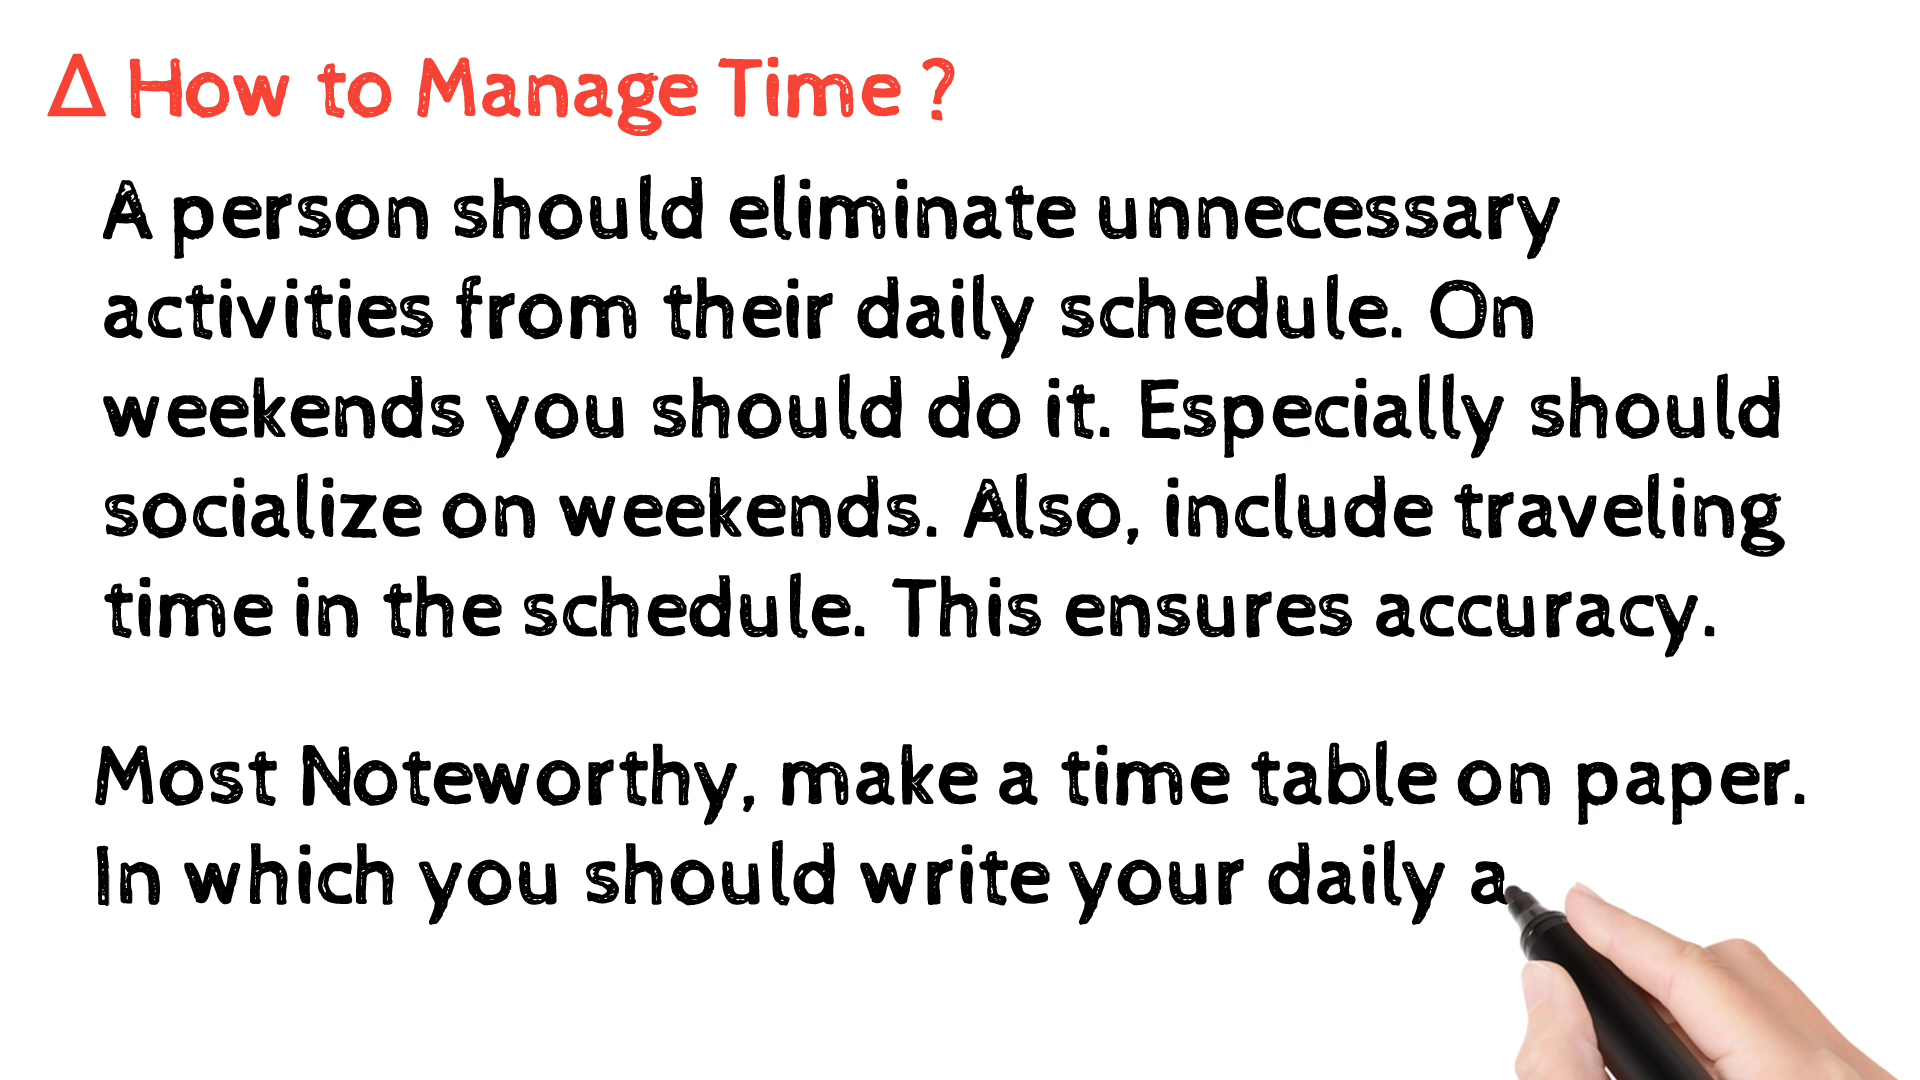 Δ How to Manage Time ?
A person should eliminate unnecessary
activities from their daily schedule. On
weekends you should do it. Especially should
socialize on weekends. Also, include traveling
time in the schedule. This ensures accuracy.
Most Noteworthy, make a time table on paper.
In which you should write your daily a